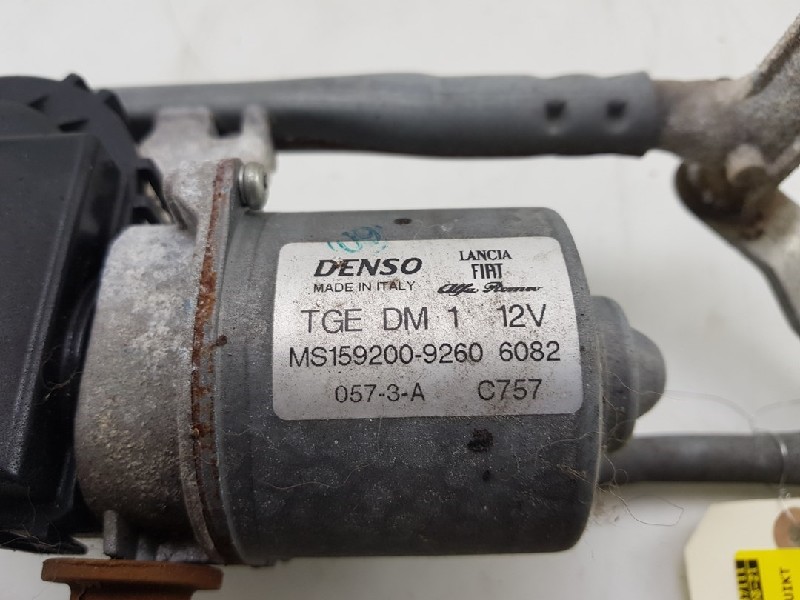 DENSO LANCIA
MADE IN ITALY FIAT
Alfa Romeo
TGE DM 1 12V
MS159200-9260 6082
057-3-A C757